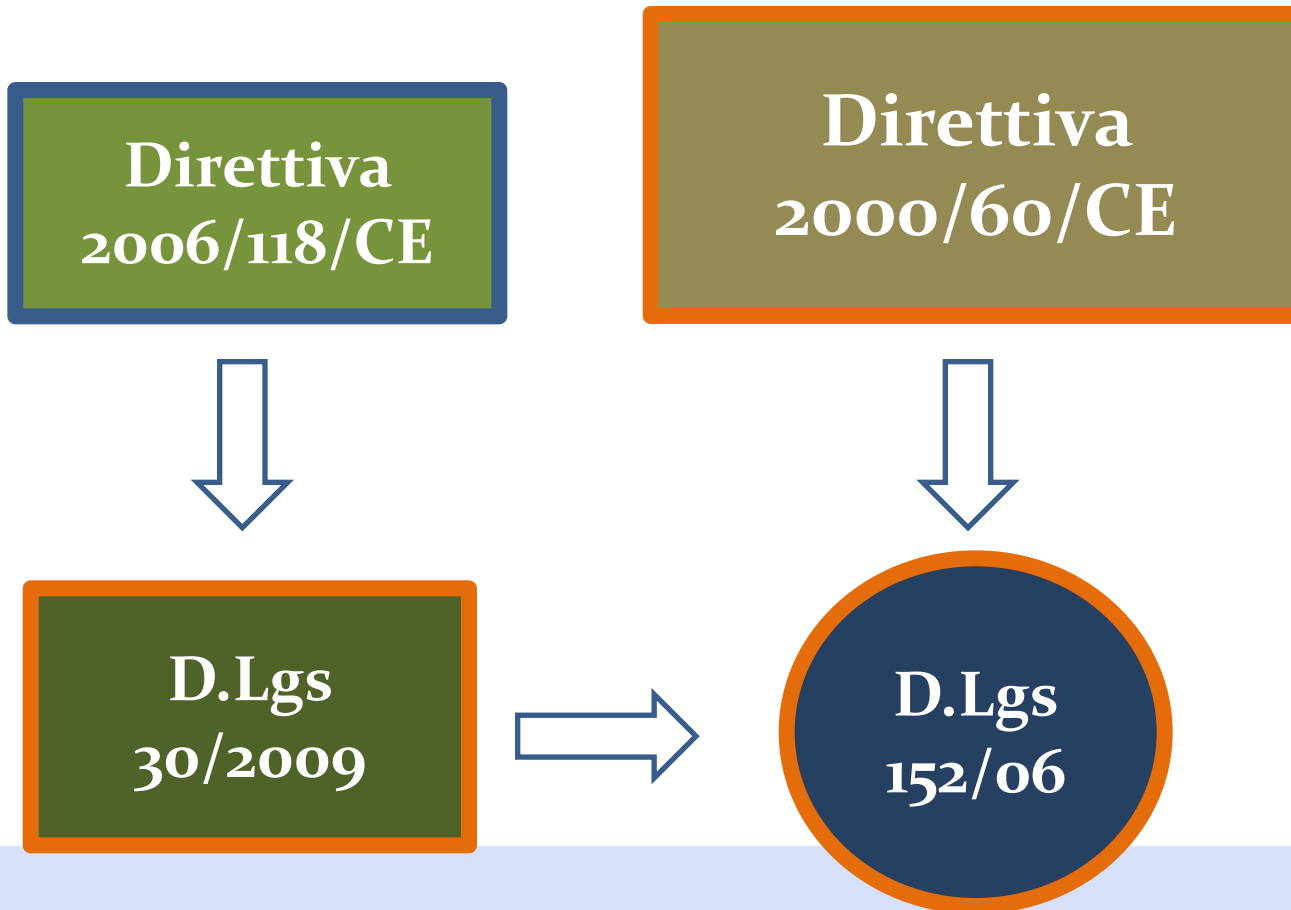 Direttiva
2006/118/CE
Direttiva
2000/60/CE
D.Lgs
30/2009
D.Lgs
152/06